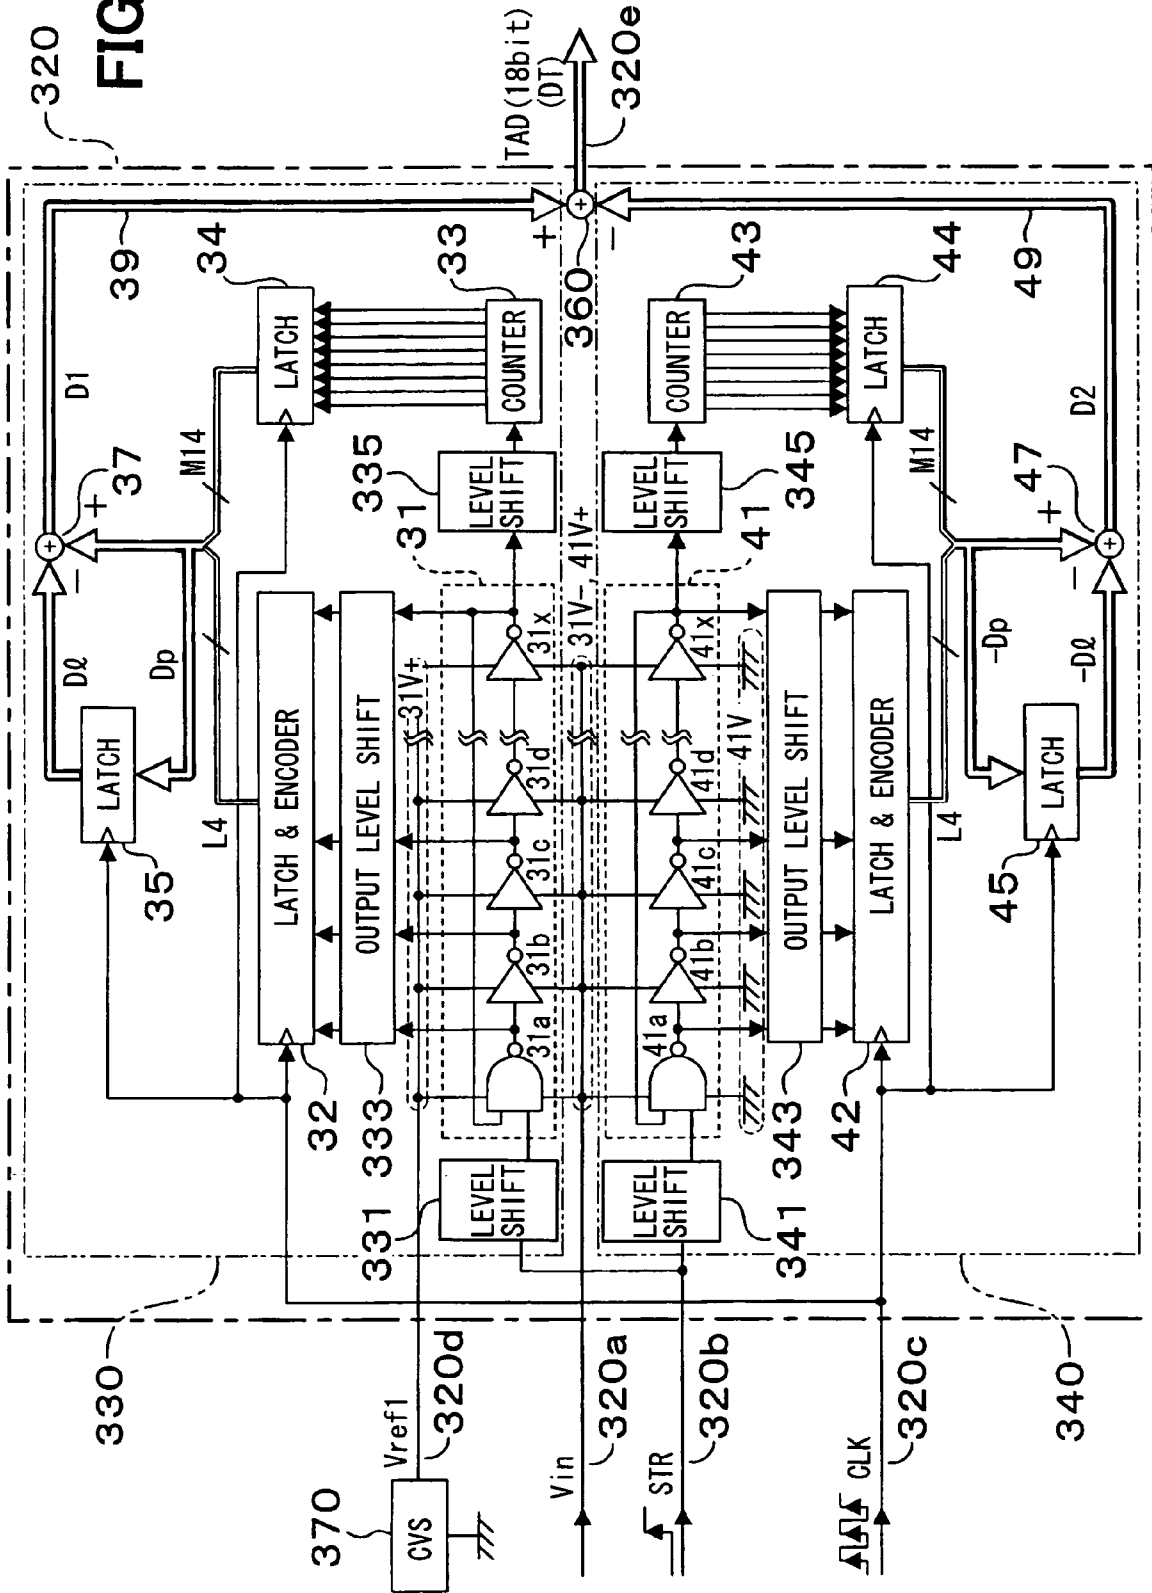 FIG
320
TAD(18bit)
(DT)
320e
39
D1
34
LATCH
33
COUNTER
360
+
-
43
COUNTER
44
LATCH
49
D2
37
+
-
M14
335
LEVEL
SHIFT
31
345
LEVEL
SHIFT
41
M14
47
+
-
Dℓ
Dp
LATCH
35
L4
LATCH & ENCODER
32
OUTPUT LEVEL SHIFT
333
31V+
31x
31d
31c
31b
31a
31V-
41V+
41x
41d
41c
41b
41a
41V
OUTPUT LEVEL SHIFT
343
LATCH & ENCODER
42
L4
-Dp
-Dℓ
LATCH
45
LEVEL
SHIFT
331
LEVEL
SHIFT
341
330
340
370
CVS
Vref1
320d
Vin
320a
STR
320b
CLK
320c